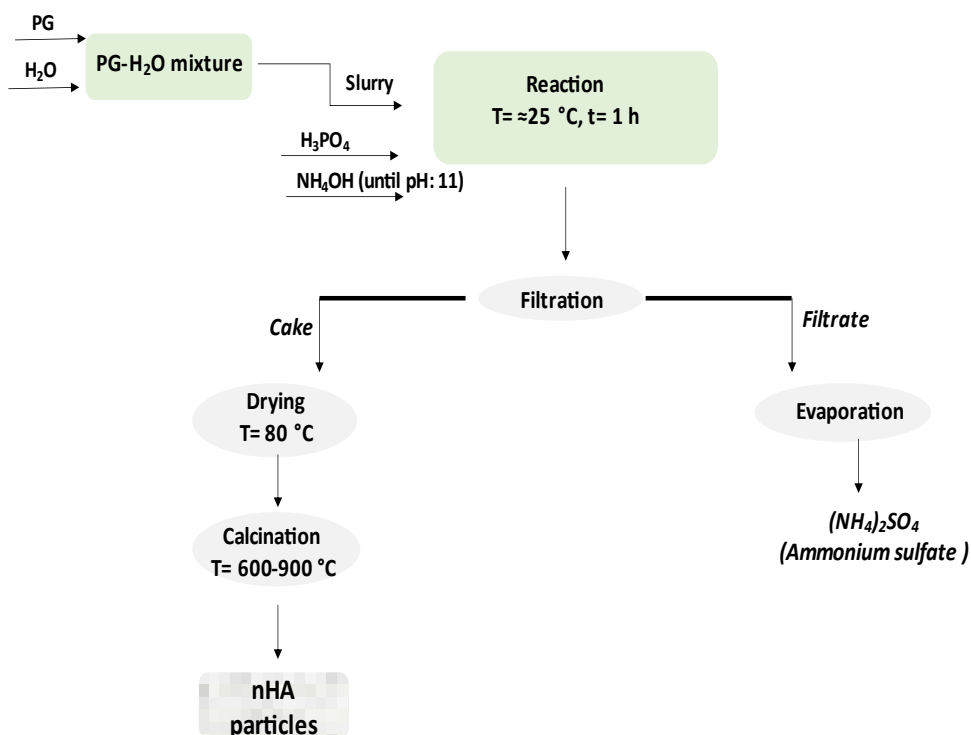 PG
H₂O
PG-H₂O mixture
Slurry
H₃PO₄
NH₄OH (until pH: 11)
Reaction
T= ≈25 °C, t= 1 h
Filtration
Cake
Filtrate
Drying
T= 80 °C
Evaporation
Calcination
T= 600-900 °C
(NH₄)₂SO₄
(Ammonium sulfate )
nHA
particles